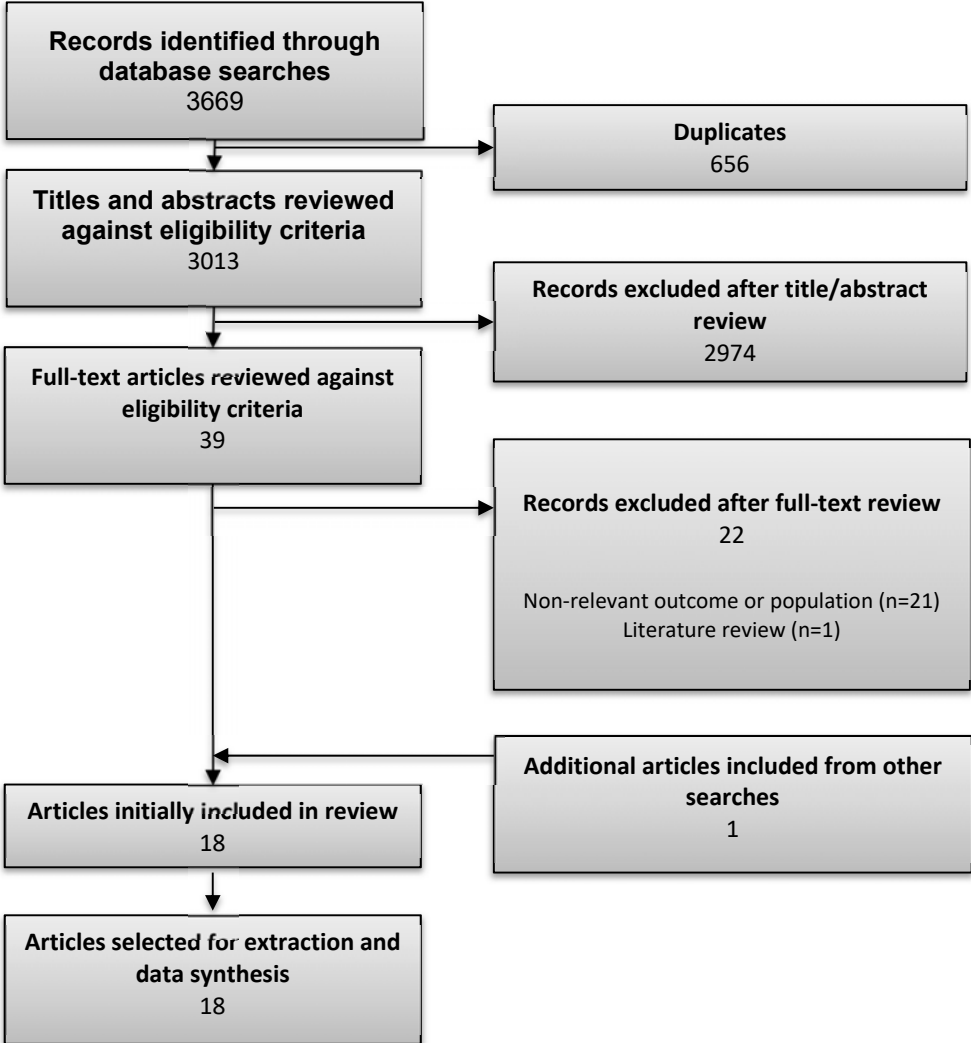 Records identified through
database searches
3669
Duplicates
656
Titles and abstracts reviewed
against eligibility criteria
3013
Records excluded after title/abstract
review
2974
Full-text articles reviewed against
eligibility criteria
39
Records excluded after full-text review
22
Non-relevant outcome or population (n=21)
Literature review (n=1)
Additional articles included from other
searches
1
Articles initially included in review
18
Articles selected for extraction and
data synthesis
18